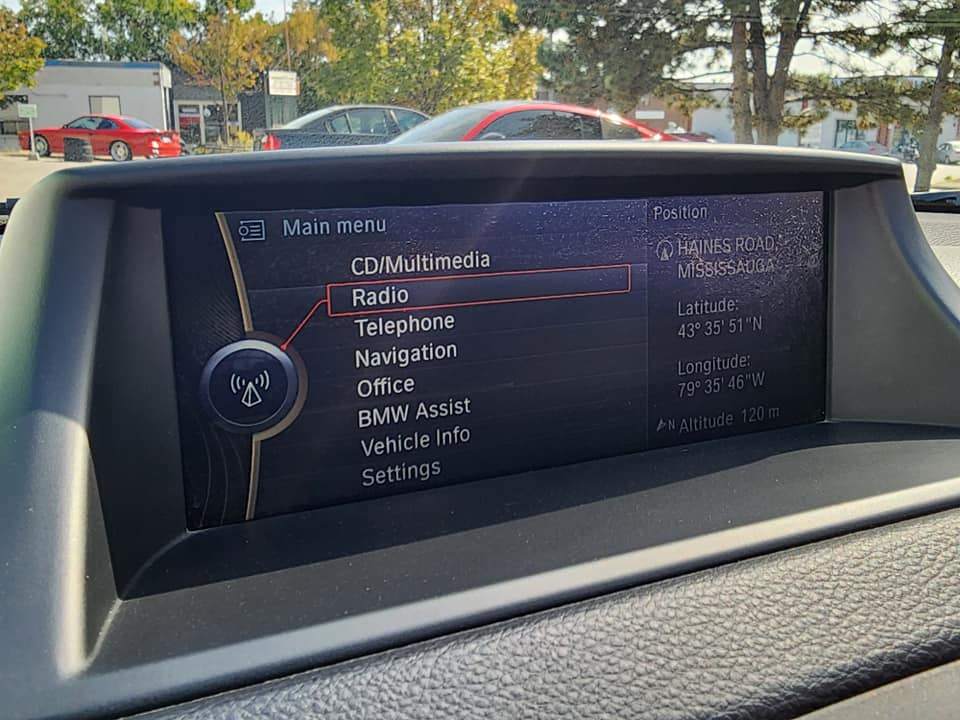 Main menu
CD/Multimedia
Radio
Telephone
Navigation
Office
BMW Assist
Vehicle Info
Settings
Position
HAINES ROAD,
MISSISSAUGA
Latitude:
43° 35' 51"N
Longitude:
79° 35' 46"W
N Altitude 120 m